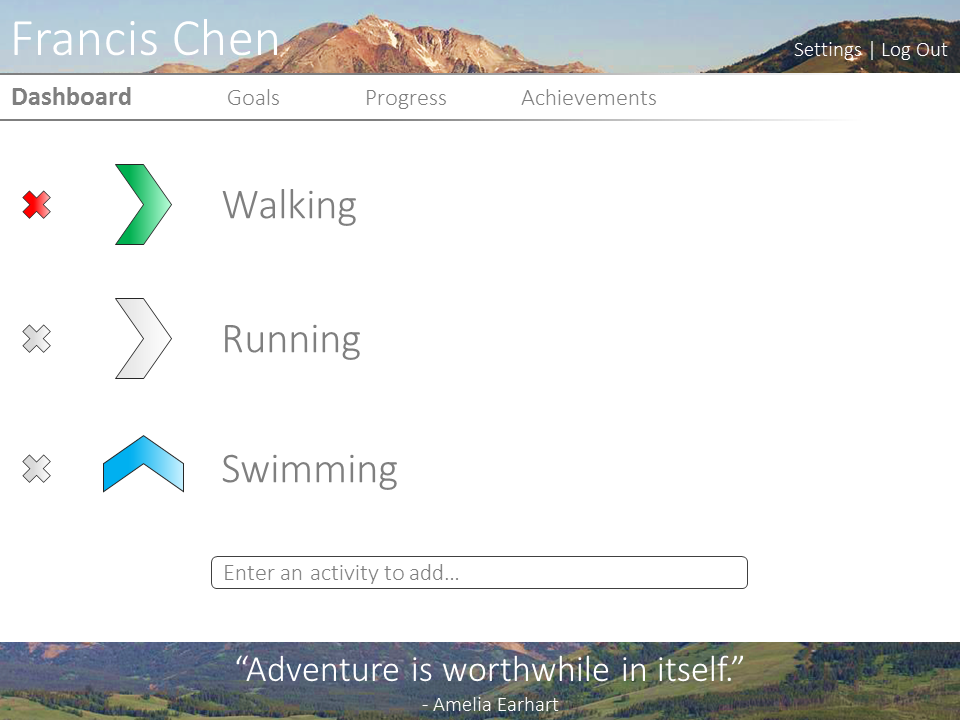 Francis Chen
Settings | Log Out
Dashboard Goals Progress Achievements
Walking
Running
Swimming
Enter an activity to add...
“Adventure is worthwhile in itself.”
- Amelia Earhart